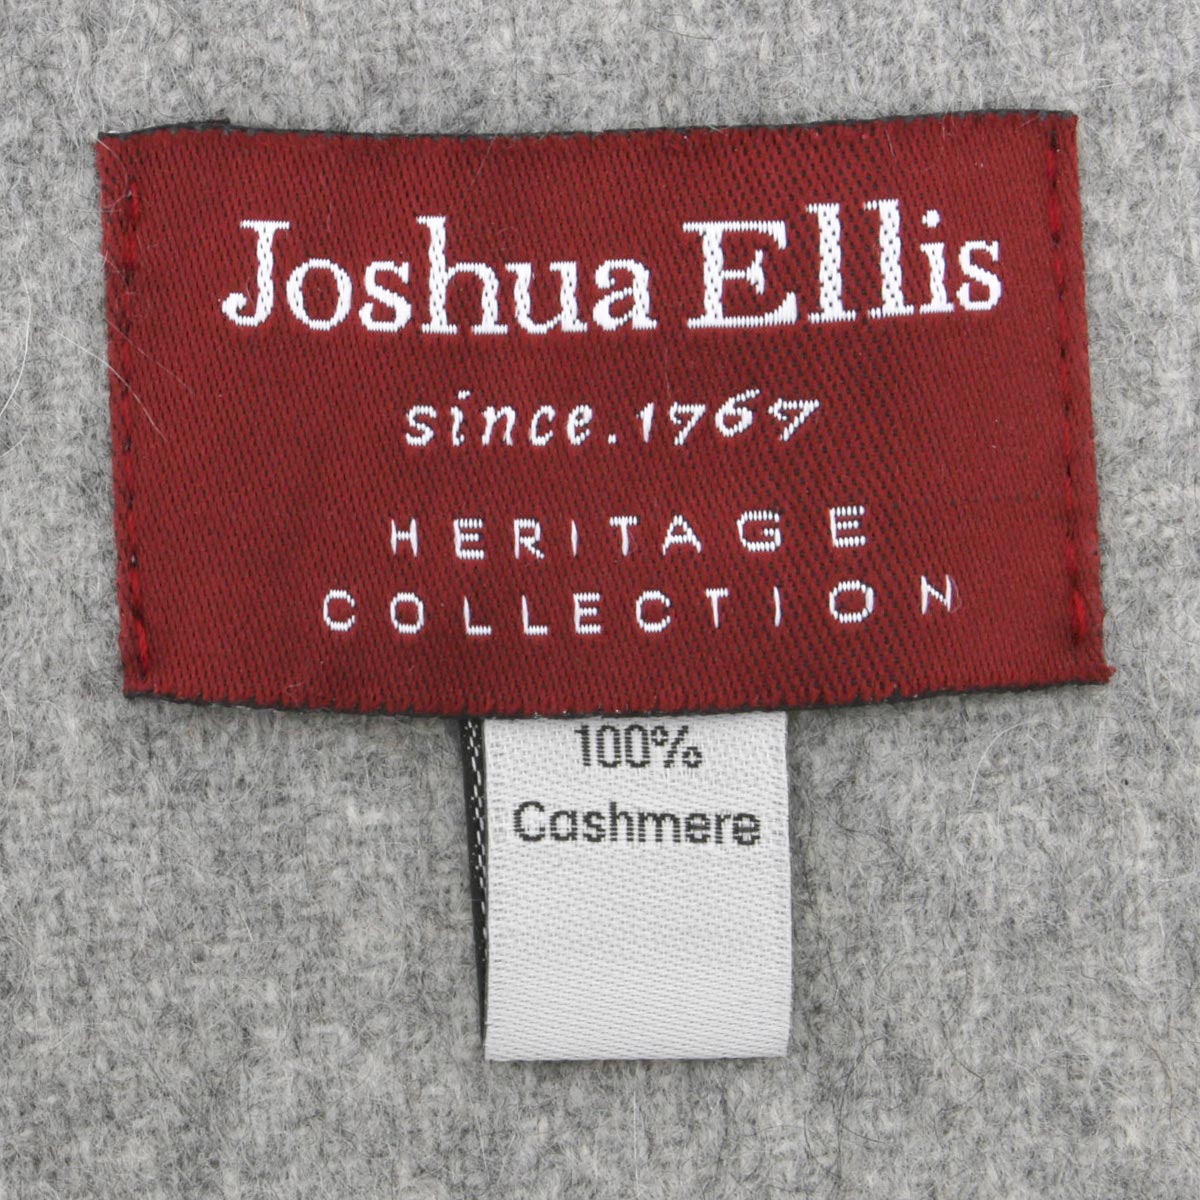 Joshua Ellis
since.1767
HERITAGE
COLLECTION
100%
Cashmere